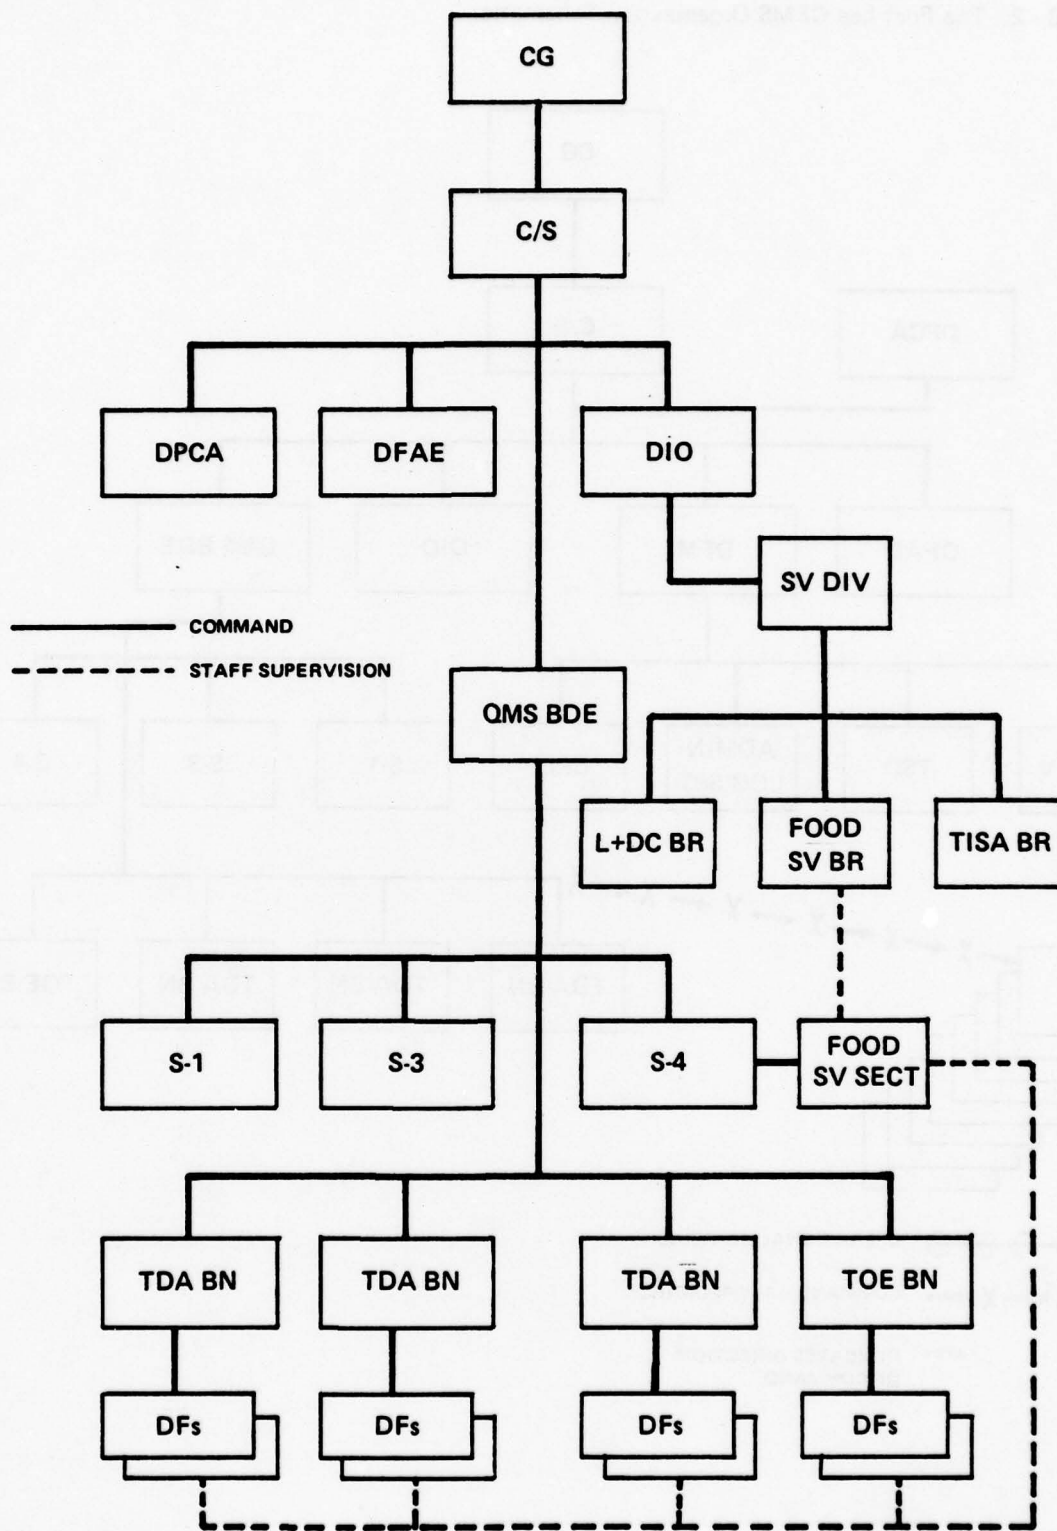 CG
C/S
DPCA
DFAE
DIO
SV DIV
COMMAND
STAFF SUPERVISION
QMS BDE
L+DC BR
FOOD
SV BR
TISA BR
S-1
S-3
S-4
FOOD
SV SECT
TDA BN
TDA BN
TDA BN
TOE BN
DFs
DFs
DFs
DFs